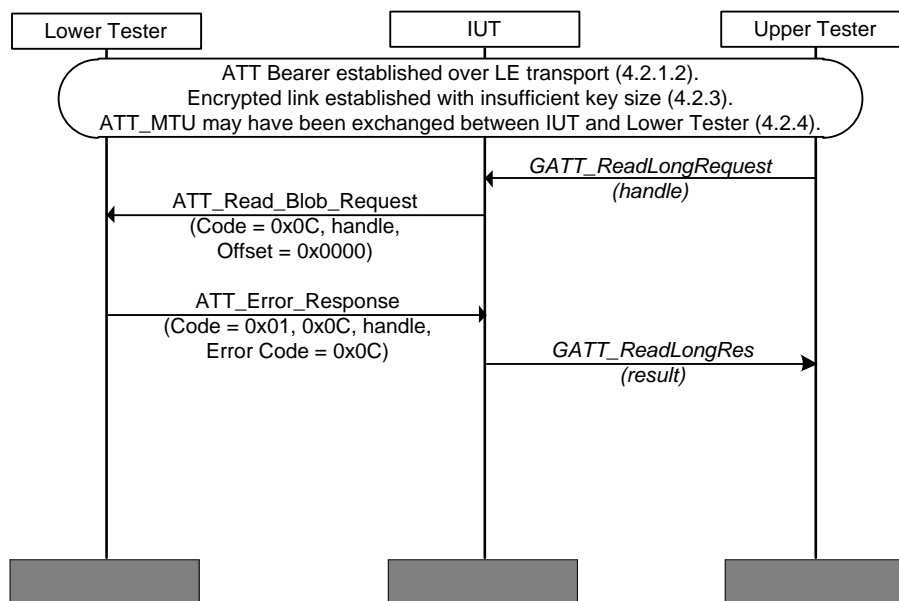 Lower Tester
IUT
Upper Tester
ATT Bearer established over LE transport (4.2.1.2).
Encrypted link established with insufficient key size (4.2.3).
ATT_MTU may have been exchanged between IUT and Lower Tester (4.2.4).
GATT_ReadLongRequest
(handle)
ATT_Read_Blob_Request
(Code = 0x0C, handle,
Offset = 0x0000)
ATT_Error_Response
(Code = 0x01, 0x0C, handle,
Error Code = 0x0C)
GATT_ReadLongRes
(result)